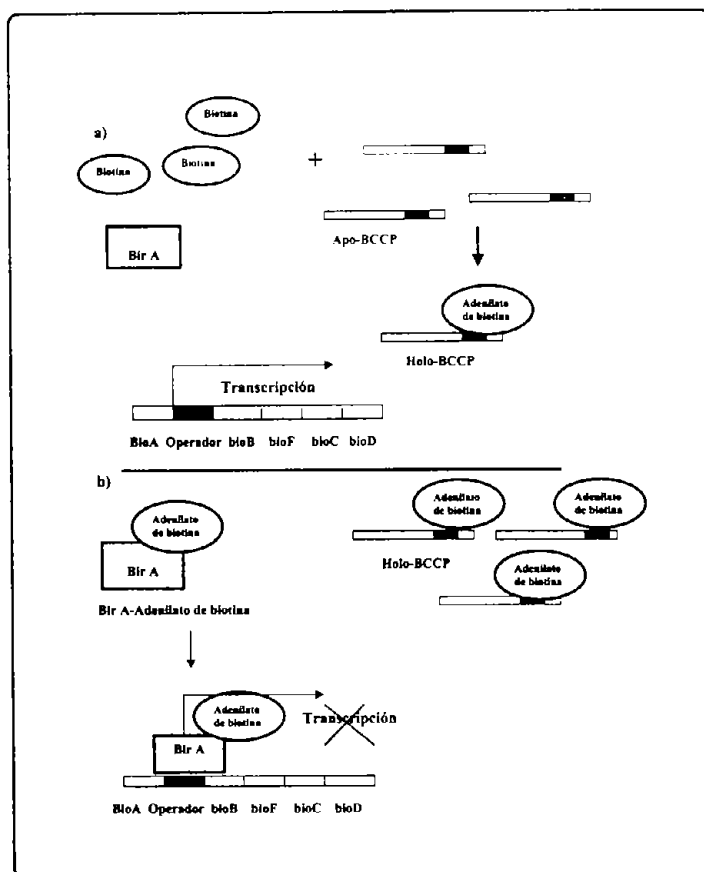 Biotina
a)
Biotina
Biotina
+
Bir A
Apo-BCCP
Adenilato
de biotina
Holo-BCCP
Transcripción
BioA Operador bioB bioF bioC bioD
b)
Adenilato
de biotina
Bir A
Bir A-Adenilato de biotina
Adenilato
de biotina
Adenilato
de biotina
Holo-BCCP
Adenilato
de biotina
Adenilato
de biotina
Transcripción
Bir A
BioA Operador bioB bioF bioC bioD